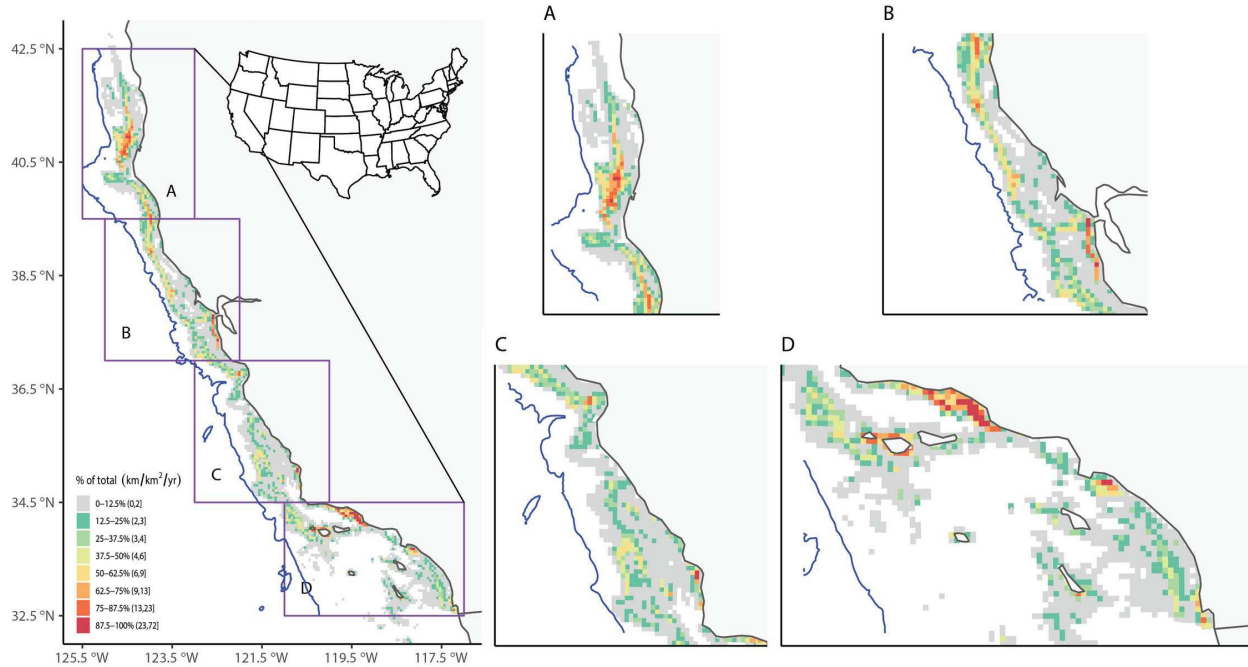 A
B
42.5 °N
40.5 °N
38.5 °N
36.5 °N
34.5 °N
32.5 °N
A
B
C
D
C
D
% of total (km/km²/yr)
0–12.5% (0,2]
12.5–25% (2,3]
25–37.5% (3,4]
37.5–50% (4,6]
50–62.5% (6,9]
62.5–75% (9,13]
75–87.5% (13,23]
87.5–100% (23,72]
125.5 °W
123.5 °W
121.5 °W
119.5 °W
117.5 °W